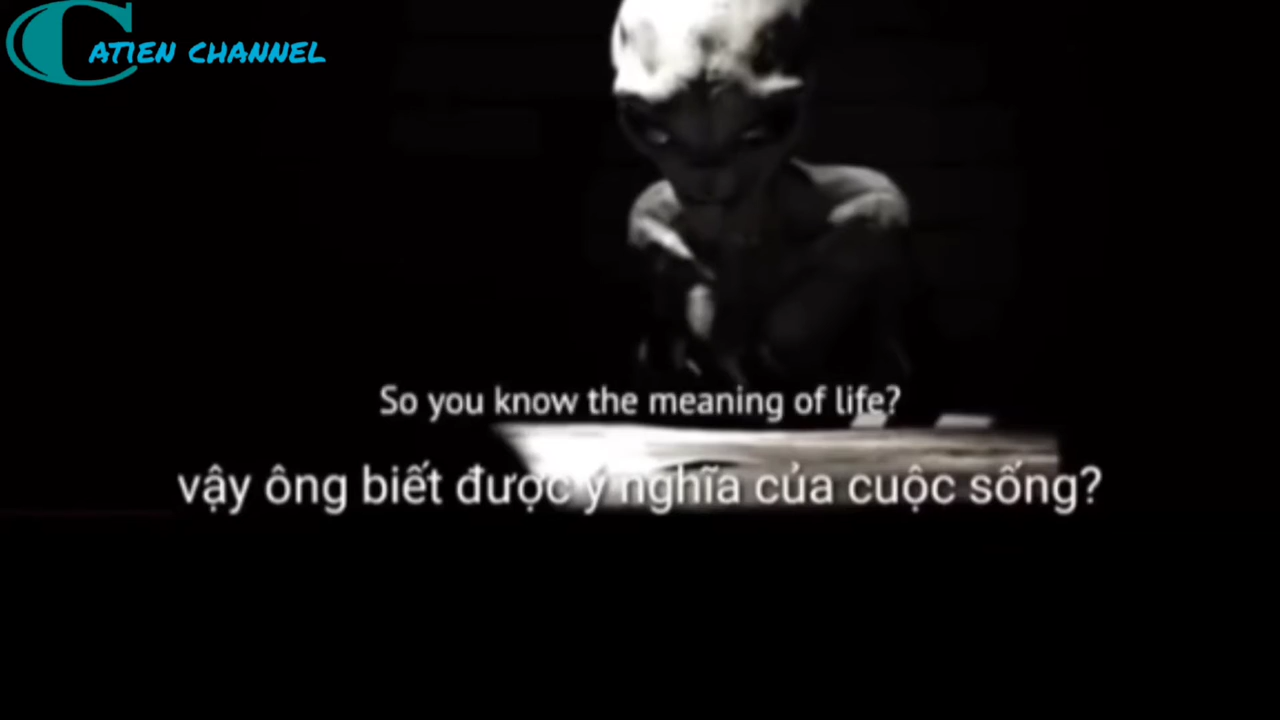 CATIEN CHANNEL
So you know the meaning of life?
vậy ông biết được ý nghĩa của cuộc sống?